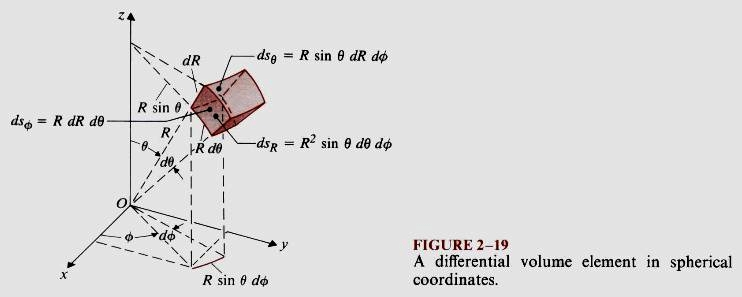 z
dR
ds_θ = R sin θ dR dϕ
R sin θ
ds_ϕ = R dR dθ
R
θ
R dθ
ds_R = R² sin θ dθ dϕ
dθ
O
ϕ
dϕ
y
x
R sin θ dϕ
FIGURE 2–19
A differential volume element in spherical
coordinates.